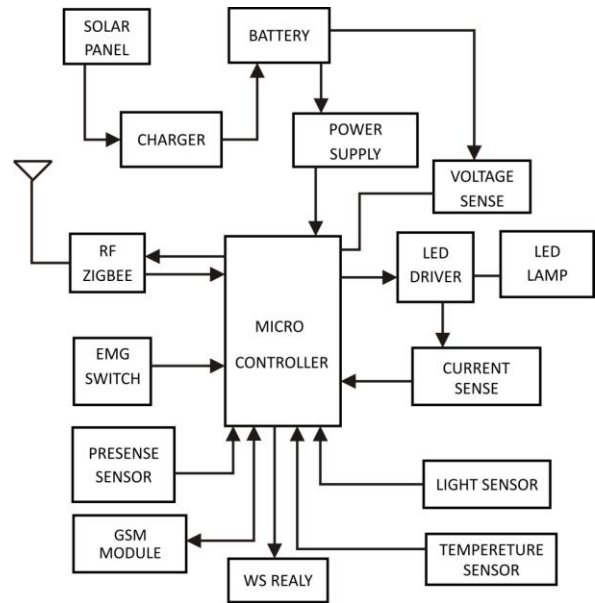 SOLAR
PANEL
BATTERY
CHARGER
POWER
SUPPLY
VOLTAGE
SENSE
RF
ZIGBEE
LED
DRIVER
LED
LAMP
MICRO
CONTROLLER
EMG
SWITCH
CURRENT
SENSE
PRESENSE
SENSOR
LIGHT SENSOR
GSM
MODULE
TEMPERETURE
SENSOR
WS REALY